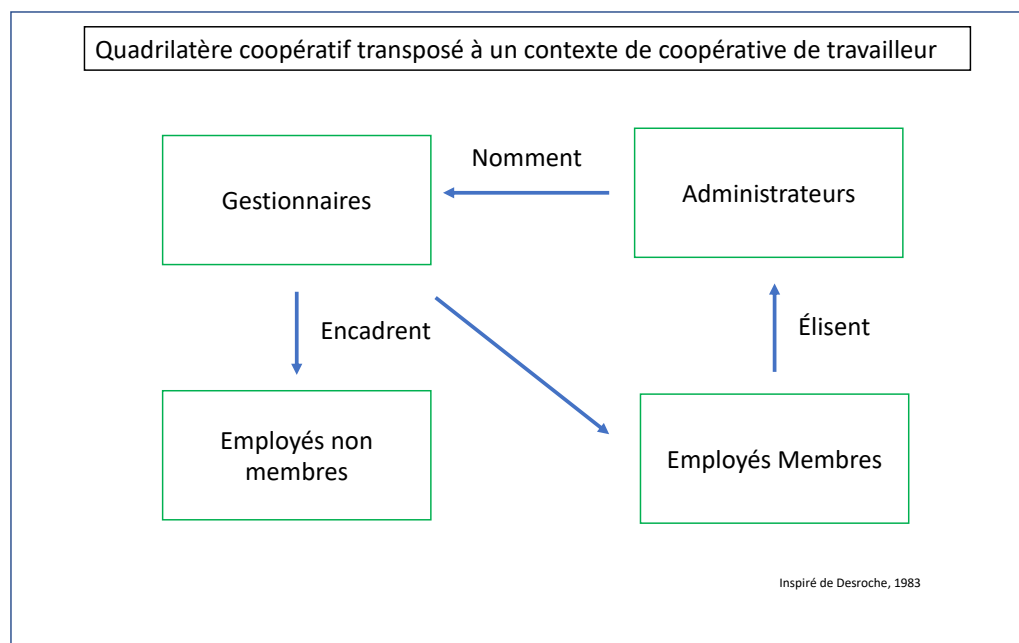 Quadrilatère coopératif transposé à un contexte de coopérative de travailleur
Nomment
Gestionnaires
Administrateurs
Encadrent
Élisent
Employés non
membres
Employés Membres
Inspiré de Desroche, 1983